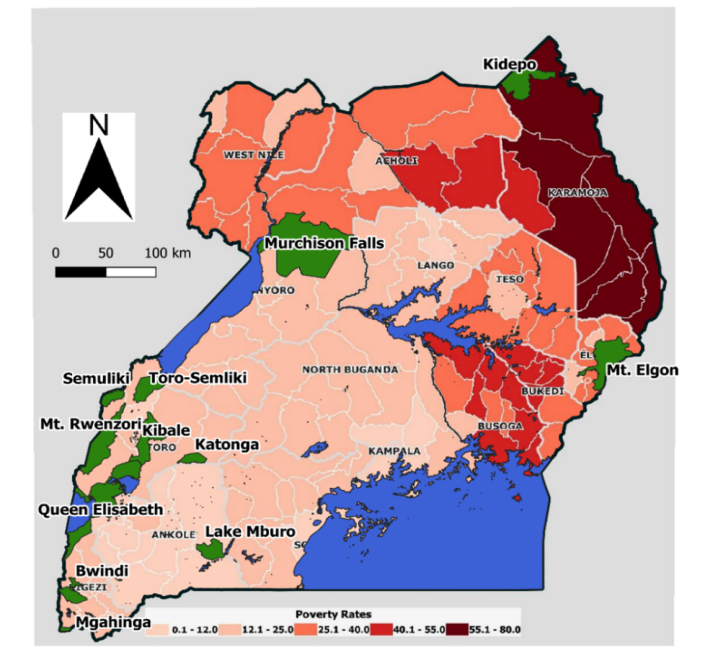 Kidepo
N
WEST NILE
ACHOLI
KARAMOJA
0 50 100 km
Murchison Falls
LANGO
TESO
NYORO
EL
Mt. Elgon
NORTH BUGANDA
Semuliki
Toro-Semliki
BUKEDI
Mt. Rwenzori
Kibale
BUSOGA
TORO
Katonga
KAMPALA
Queen Elisabeth
ANKOLE
Lake Mburo
SO
Bwindi
IGEZI
Mgahinga
Poverty Rates
0.1 - 12.0 12.1 - 25.0 25.1 - 40.0 40.1 - 55.0 55.1 - 80.0